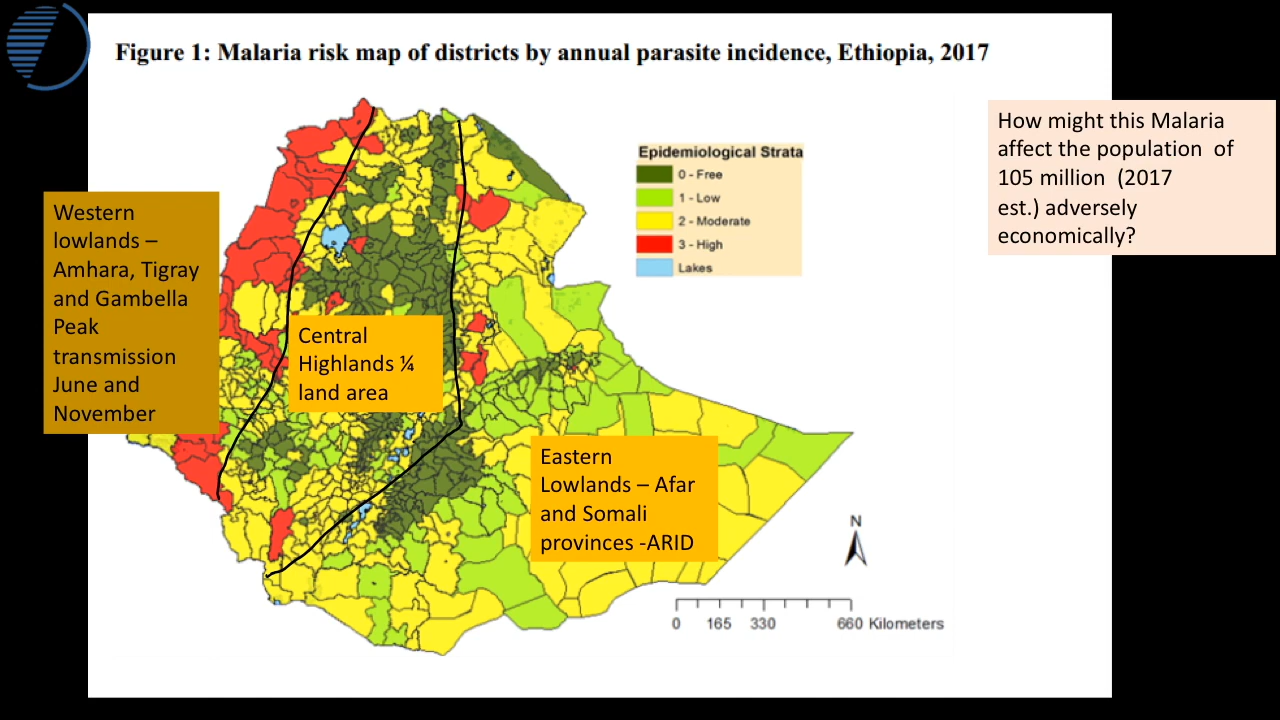 Figure 1: Malaria risk map of districts by annual parasite incidence, Ethiopia, 2017
How might this Malaria
affect the population of
105 million (2017
est.) adversely
economically?
Epidemiological Strata
0 - Free
1 - Low
2 - Moderate
3 - High
Lakes
Western
lowlands –
Amhara, Tigray
and Gambella
Peak
transmission
June and
November
Central
Highlands ¼
land area
Eastern
Lowlands – Afar
and Somali
provinces -ARID
N
0 165 330 660 Kilometers